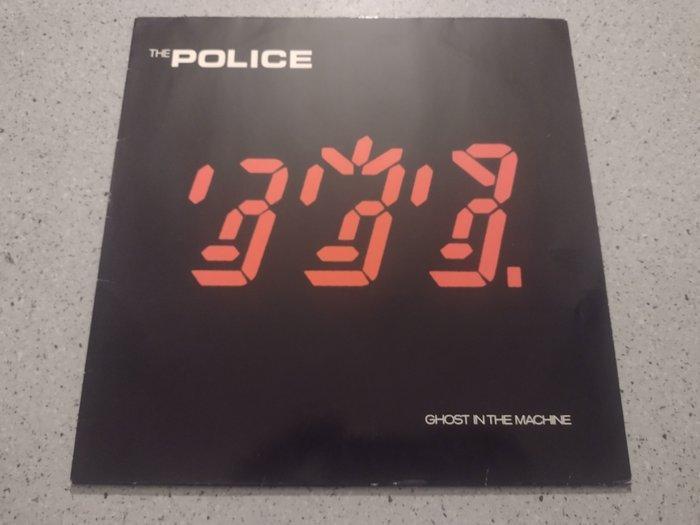 THE POLICE
GHOST IN THE MACHINE